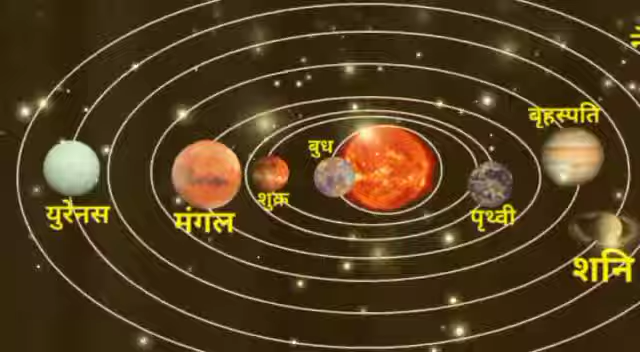 बृहस्पति
बुध
युरेनस
मंगल
शुक्र
पृथ्वी
शनि